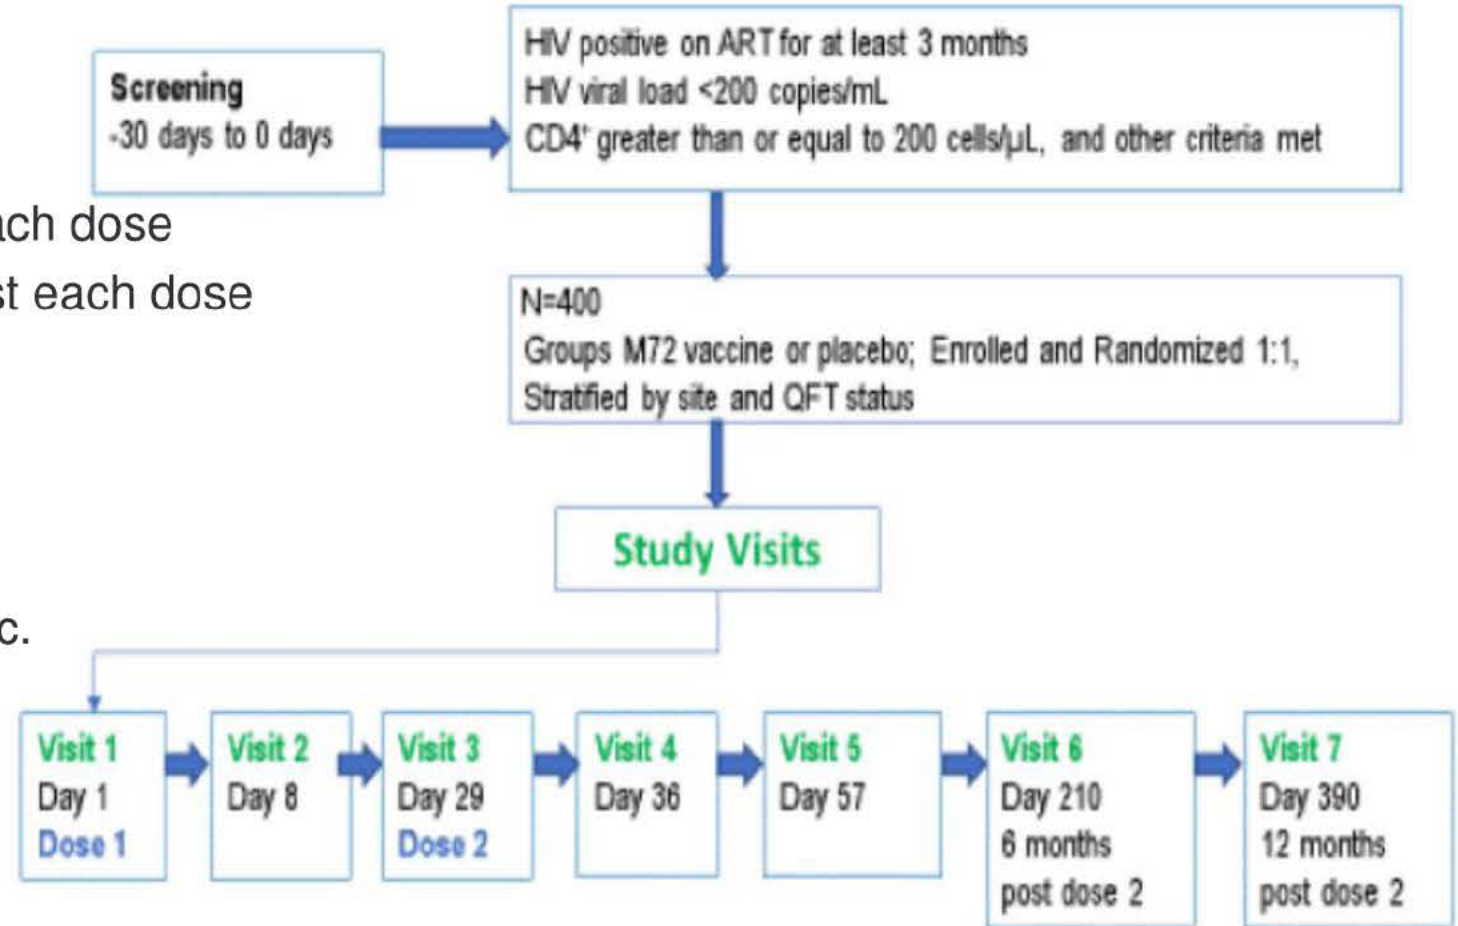 Screening
-30 days to 0 days
HIV positive on ART for at least 3 months
HIV viral load <200 copies/mL
CD4⁺ greater than or equal to 200 cells/µL, and other criteria met
ach dose
st each dose
N=400
Groups M72 vaccine or placebo; Enrolled and Randomized 1:1,
Stratified by site and QFT status
Study Visits
c.
Visit 1
Day 1
Dose 1
Visit 2
Day 8
Visit 3
Day 29
Dose 2
Visit 4
Day 36
Visit 5
Day 57
Visit 6
Day 210
6 months
post dose 2
Visit 7
Day 390
12 months
post dose 2